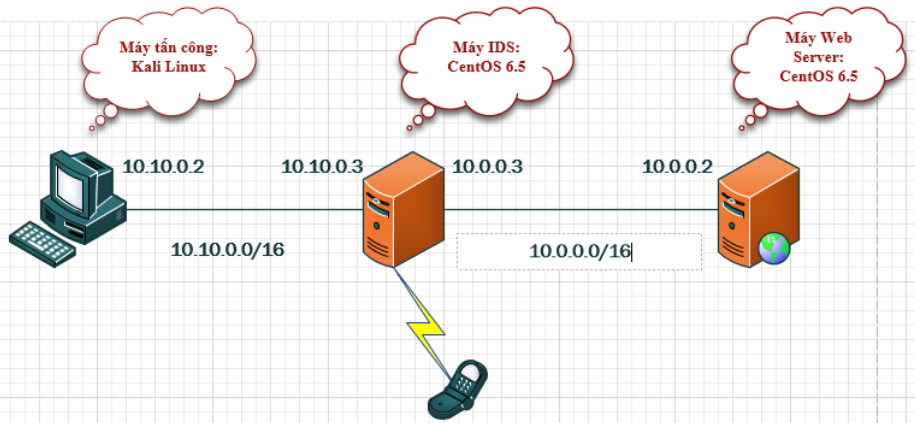 Máy tấn công:
Kali Linux
Máy IDS:
CentOS 6.5
Máy Web
Server:
CentOS 6.5
10.10.0.2
10.10.0.3
10.0.0.3
10.0.0.2
10.10.0.0/16
10.0.0.0/16